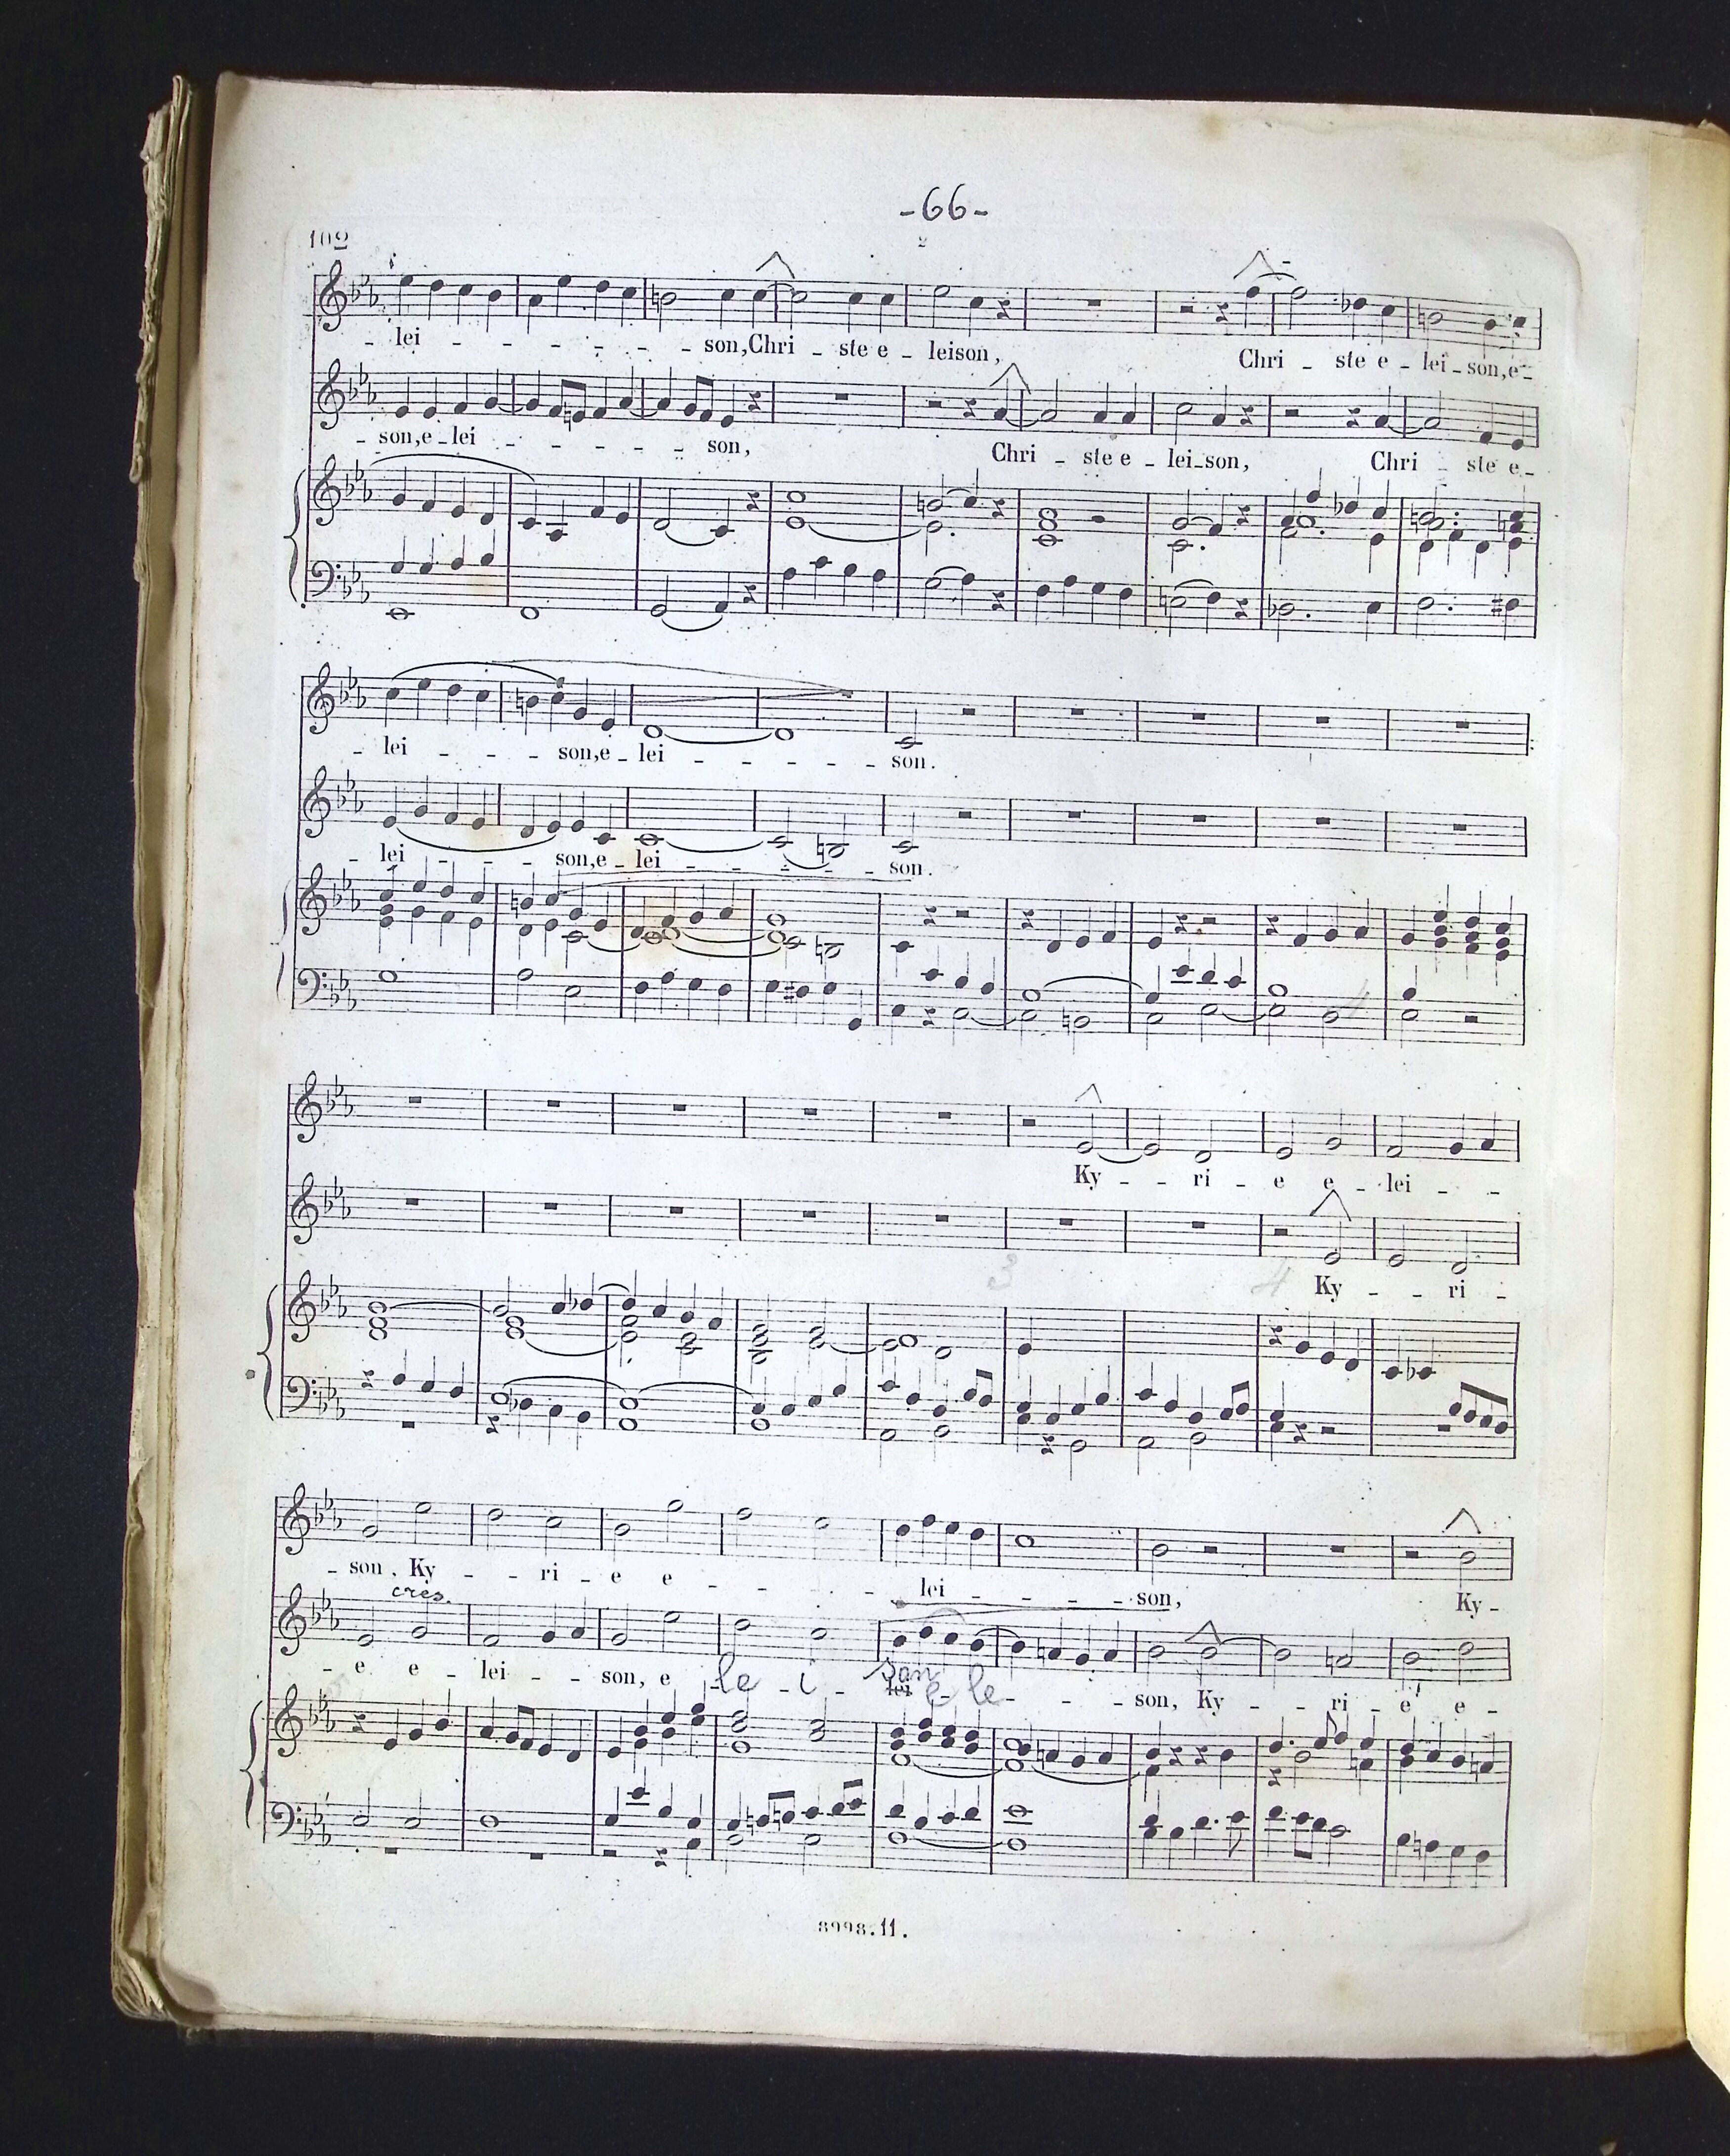 -66-
102
2
- lei - - - - - - son, Chri - ste e - leison, Chri - ste e - lei - son, e -
- son, e - lei - - - - - - son, Chri - ste e - lei - son, Chri - ste e -
- lei - - - son, e - lei - - - - - son.
- lei - - - son, e - lei - - - - - son.
Ky - - ri - e e - lei - -
3 4
Ky - - ri -
- son, Ky - - ri - e e - - - - lei - - - - - son, Ky -
cres.
- e e - lei - - son, e - le - i - son
lei e - le - - - son, Ky - - ri - e e -
8998.11.